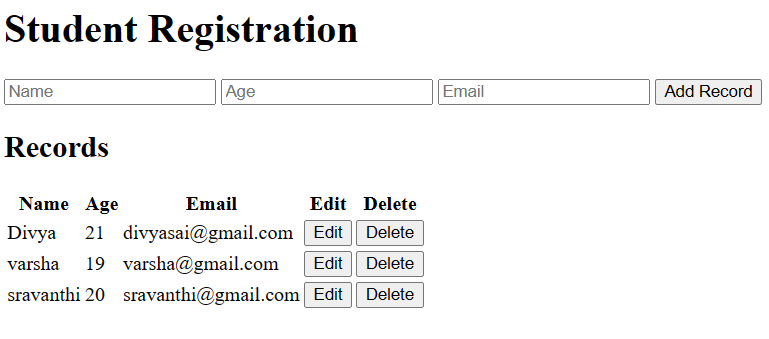 Student Registration
Name Age Email Add Record
Records
Name Age Email Edit Delete
Divya 21 divyasai@gmail.com Edit Delete
varsha 19 varsha@gmail.com Edit Delete
sravanthi 20 sravanthi@gmail.com Edit Delete